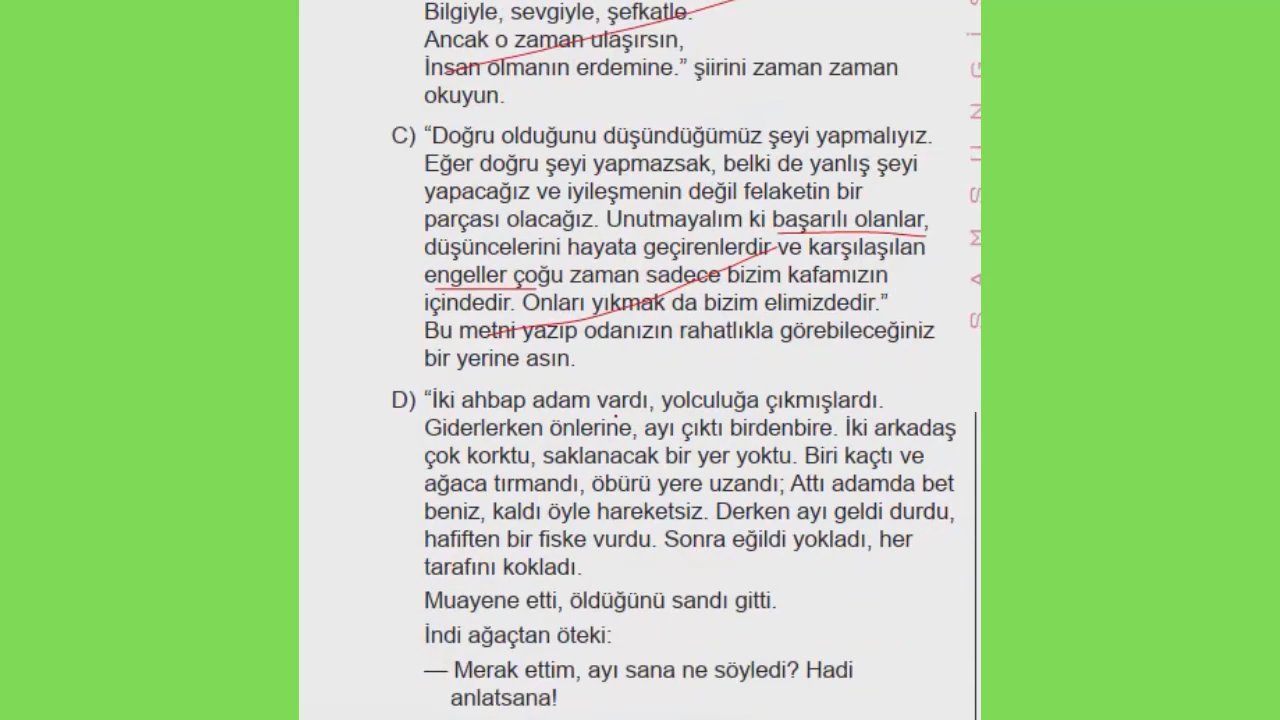 Bilgiyle, sevgiyle, şefkatle.
Ancak o zaman ulaşırsın,
İnsan olmanın erdemine.” şiirini zaman zaman
okuyun.
C) “Doğru olduğunu düşündüğümüz şeyi yapmalıyız.
Eğer doğru şeyi yapmazsak, belki de yanlış şeyi
yapacağız ve iyileşmenin değil felaketin bir
parçası olacağız. Unutmayalım ki başarılı olanlar,
düşüncelerini hayata geçirenlerdir ve karşılaşılan
engeller çoğu zaman sadece bizim kafamızın
içindedir. Onları yıkmak da bizim elimizdedir.”
Bu metni yazıp odanızın rahatlıkla görebileceğiniz
bir yerine asın.
D) “İki ahbap adam vardı, yolculuğa çıkmışlardı.
Giderlerken önlerine, ayı çıktı birdenbire. İki arkadaş
çok korktu, saklanacak bir yer yoktu. Biri kaçtı ve
ağaca tırmandı, öbürü yere uzandı; Attı adamda bet
beniz, kaldı öyle hareketsiz. Derken ayı geldi durdu,
hafiften bir fiske vurdu. Sonra eğildi yokladı, her
tarafını kokladı.
Muayene etti, öldüğünü sandı gitti.
İndi ağaçtan öteki:
— Merak ettim, ayı sana ne söyledi? Hadi
anlatsana!